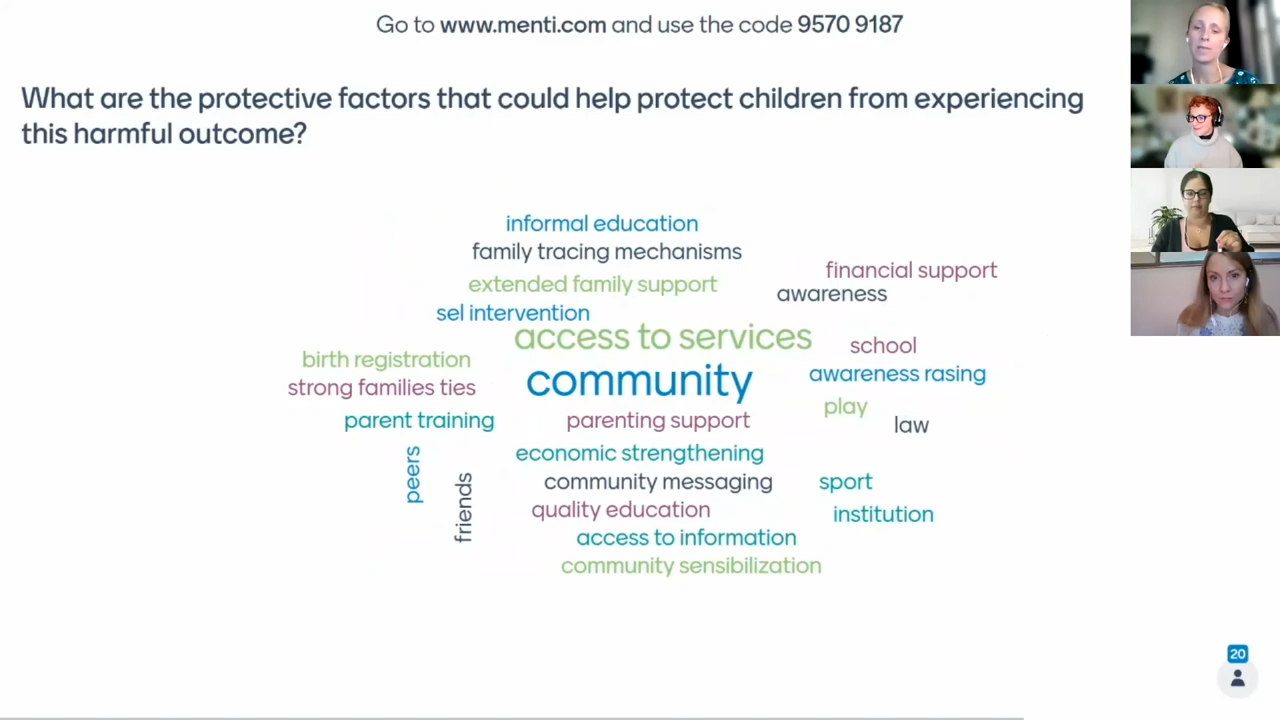 Go to www.menti.com and use the code 9570 9187
What are the protective factors that could help protect children from experiencing
this harmful outcome?
informal education
family tracing mechanisms
financial support
extended family support
awareness
sel intervention
access to services
school
birth registration
awareness rasing
community
strong families ties
play
parent training
parenting support
law
peers
economic strengthening
friends
community messaging
sport
quality education
institution
access to information
community sensibilization
20